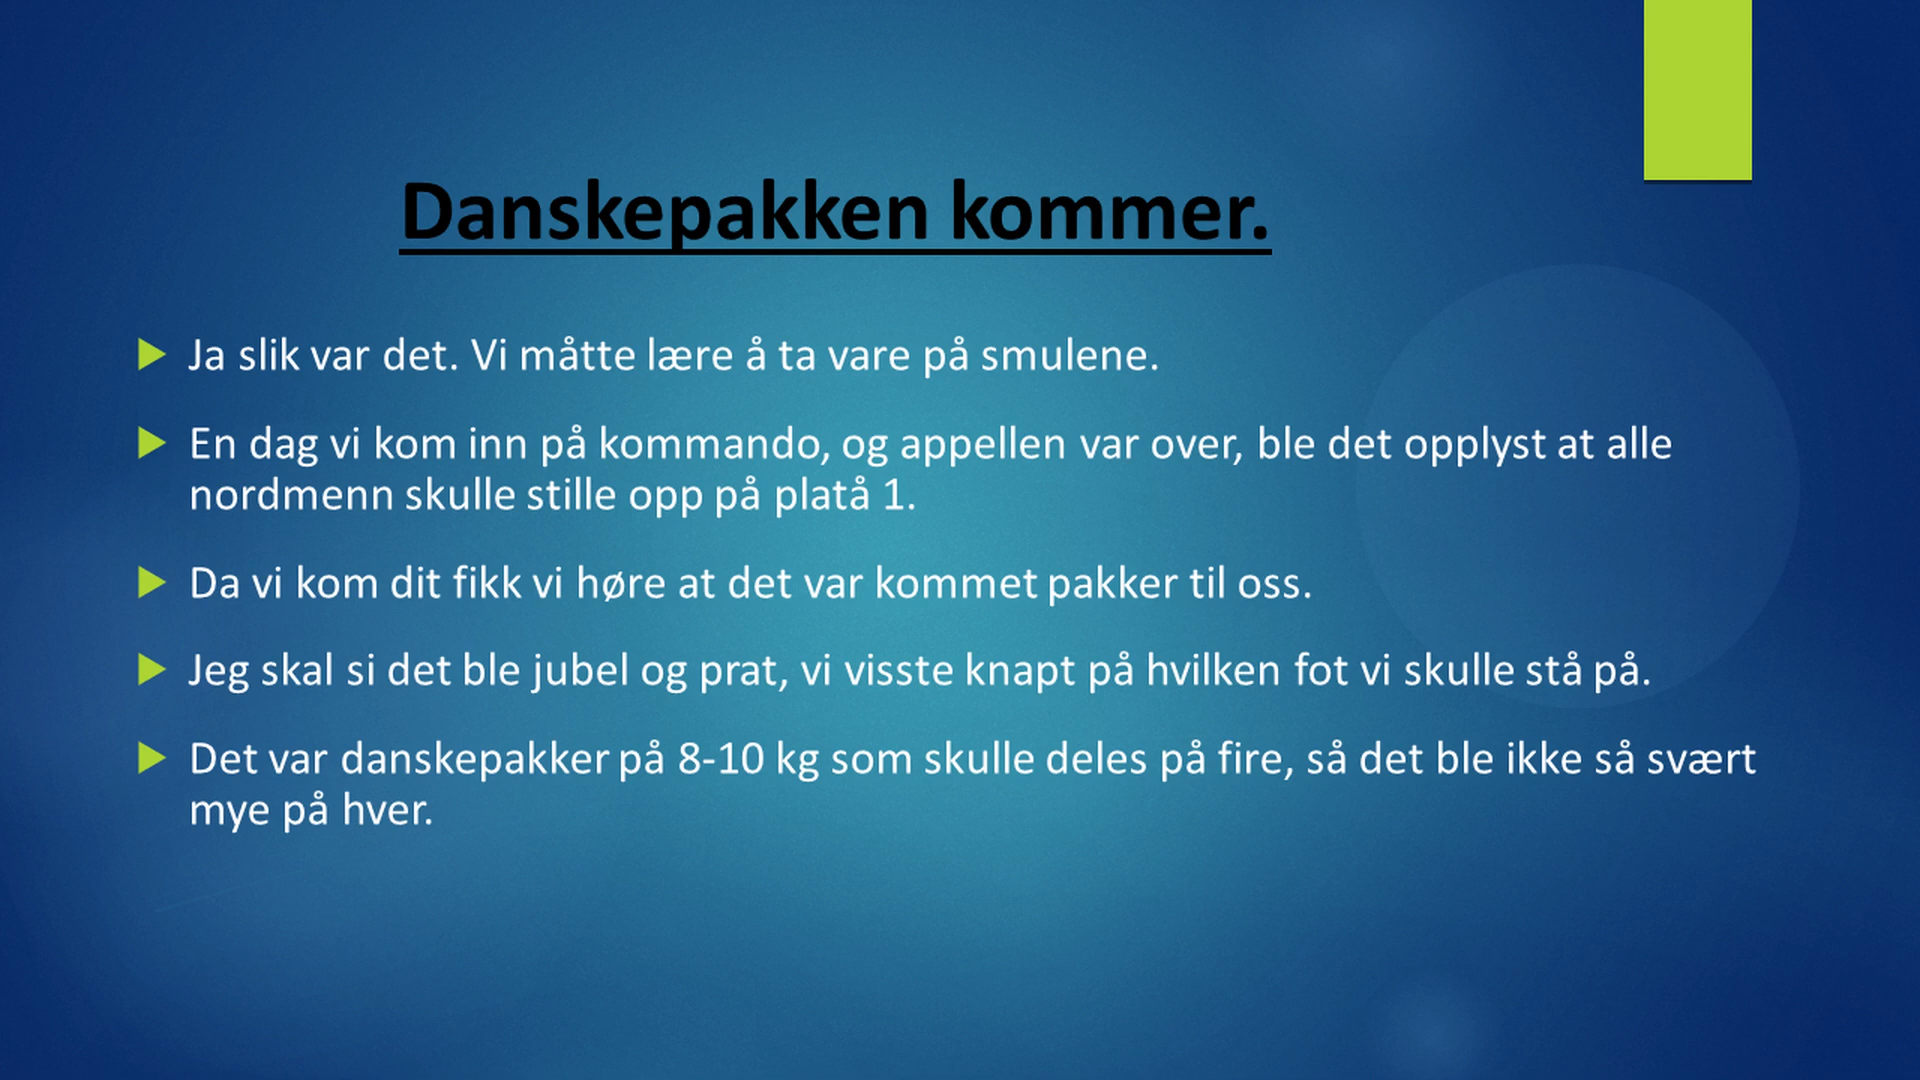 Danskepakken kommer.
Ja slik var det. Vi måtte lære å ta vare på smulene.
En dag vi kom inn på kommando, og appellen var over, ble det opplyst at alle
nordmenn skulle stille opp på platå 1.
Da vi kom dit fikk vi høre at det var kommet pakker til oss.
Jeg skal si det ble jubel og prat, vi visste knapt på hvilken fot vi skulle stå på.
Det var danskepakker på 8-10 kg som skulle deles på fire, så det ble ikke så svært
mye på hver.